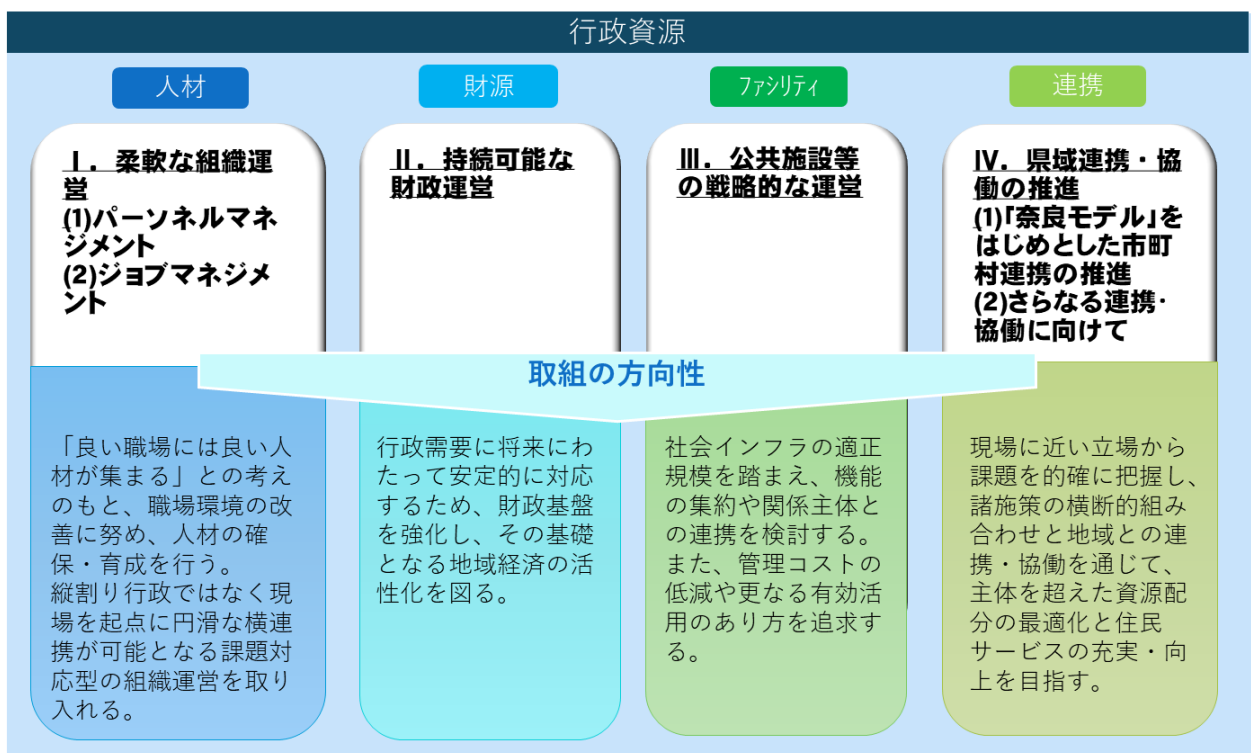 行政資源
人材
財源
ファシリティ
連携
Ⅰ．柔軟な組織運
営
(1)パーソネルマネ
ジメント
(2)ジョブマネジメ
ント
Ⅱ．持続可能な
財政運営
Ⅲ．公共施設等
の戦略的な運営
Ⅳ．県域連携・協
働の推進
(1)｢奈良モデル｣を
はじめとした市町
村連携の推進
(2)さらなる連携･
協働に向けて
取組の方向性
「良い職場には良い人
材が集まる」との考え
のもと、職場環境の改
善に努め、人材の確
保・育成を行う。
縦割り行政ではなく現
場を起点に円滑な横連
携が可能となる課題対
応型の組織運営を取り
入れる。
行政需要に将来にわ
たって安定的に対応
するため、財政基盤
を強化し、その基礎
となる地域経済の活
性化を図る。
社会インフラの適正
規模を踏まえ、機能
の集約や関係主体と
の連携を検討する。
また、管理コストの
低減や更なる有効活
用のあり方を追求す
る。
現場に近い立場から
課題を的確に把握し、
諸施策の横断的組み
合わせと地域との連
携・協働を通じて、
主体を超えた資源配
分の最適化と住民
サービスの充実・向
上を目指す。